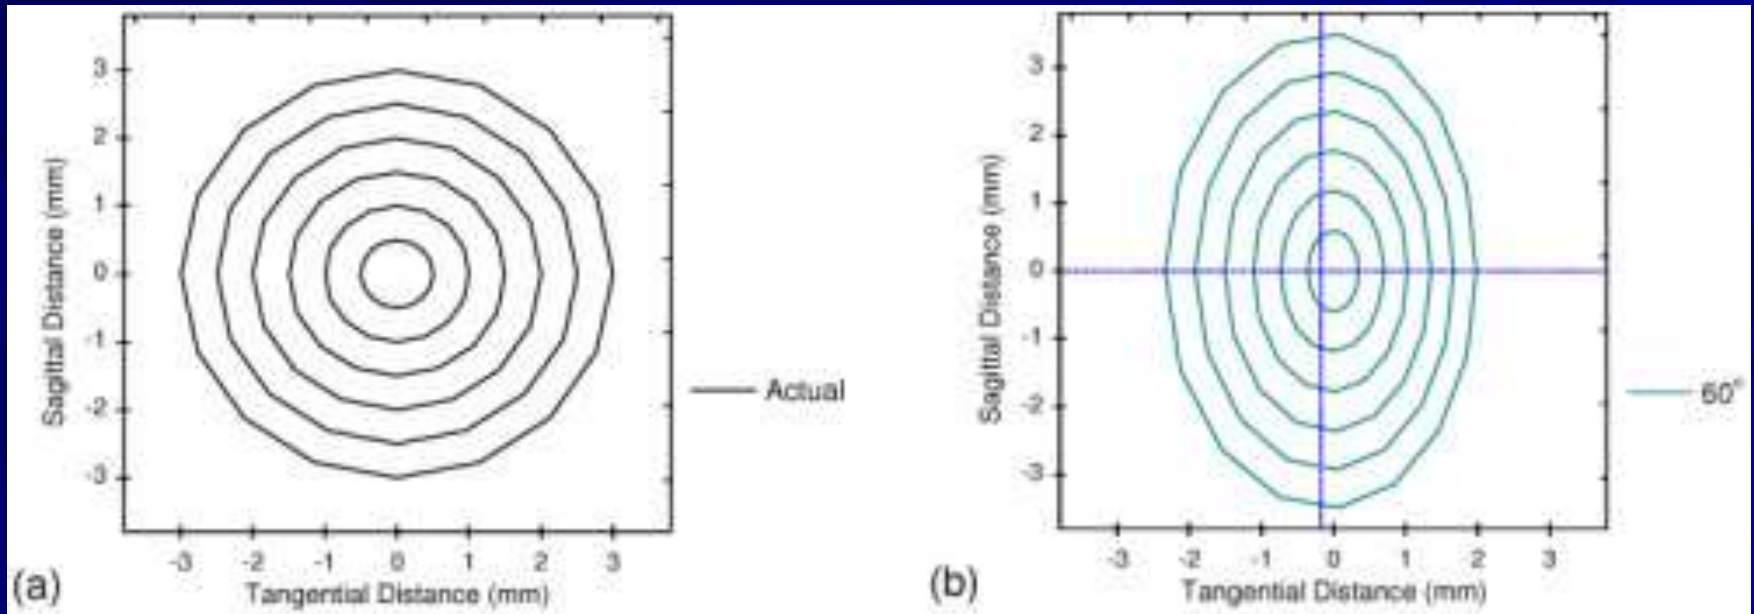 3
2
1
0
-1
-2
-3
Sagittal Distance (mm)
-3 -2 -1 0 1 2 3
Tangential Distance (mm)
Actual
(a)
3
2
1
0
-1
-2
-3
Sagittal Distance (mm)
-3 -2 -1 0 1 2 3
Tangential Distance (mm)
60°
(b)